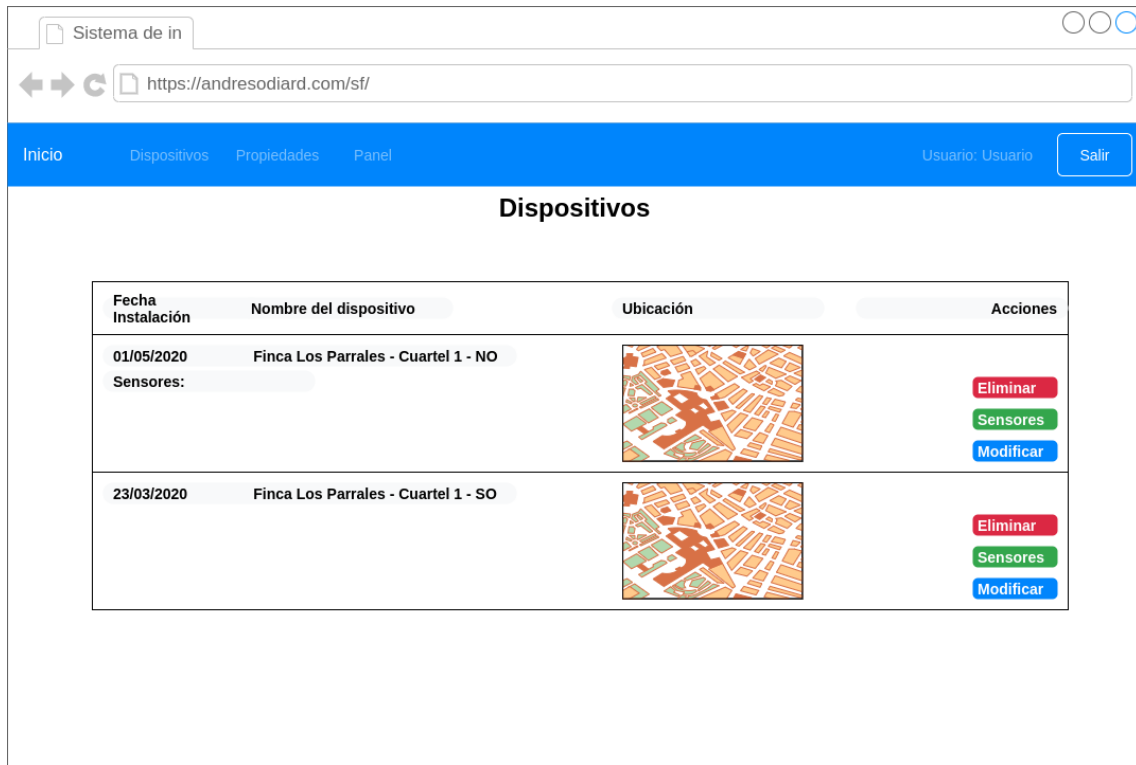 Sistema de in
https://andresodiard.com/sf/
Inicio Dispositivos Propiedades Panel Usuario: Usuario Salir
Dispositivos
Fecha Instalación Nombre del dispositivo Ubicación Acciones
01/05/2020 Finca Los Parrales - Cuartel 1 - NO
Sensores:
Eliminar
Sensores
Modificar
23/03/2020 Finca Los Parrales - Cuartel 1 - SO
Eliminar
Sensores
Modificar